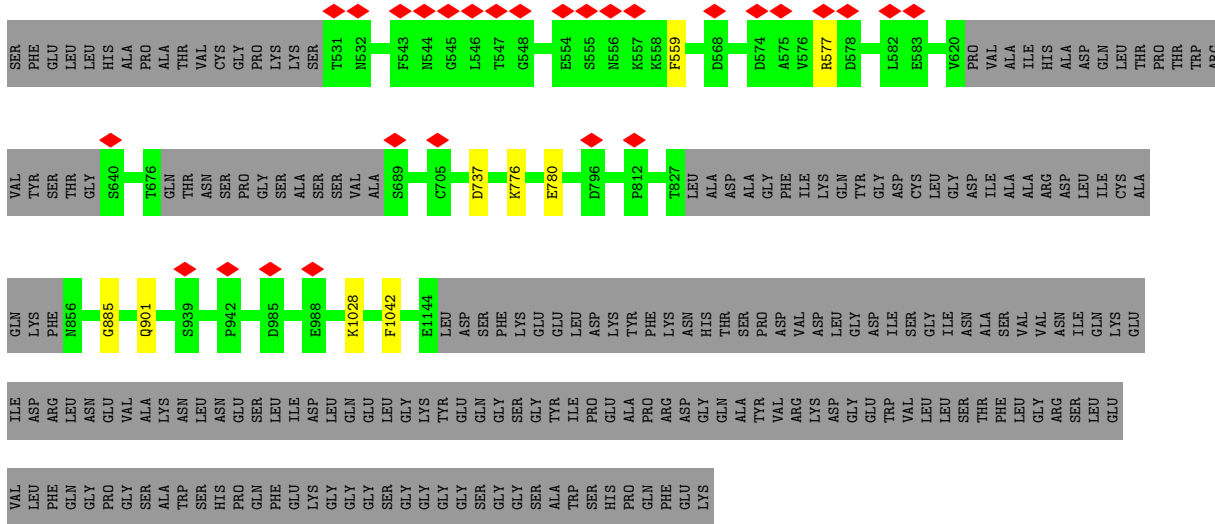 SER PHE GLU LEU LEU HIS ALA PRO ALA THR VAL CYS GLY PRO LYS LYS SER T531 N532 F543 N544 G545 L546 T547 G548 E554 S555 N556 K557 K558 F559 D568 D574 A575 V576 R577 D578 L582 E583 V620 PRO VAL ALA ILE HIS ALA ASP GLN LEU THR PRO THR TRP ARG
VAL TYR SER THR GLY S640 T676 GLN THR ASN SER PRO GLY SER ALA SER SER VAL ALA S689 C705 D737 K776 E780 D796 P812 T827 LEU ALA ASP ALA GLY PHE ILE LYS GLN TYR GLY ASP CYS LEU GLY ASP ILE ALA ALA ARG ASP LEU ILE CYS ALA
GLN LYS PHE N856 G885 Q901 S939 P942 D985 E988 K1028 F1042 E1144 LEU ASP SER PHE LYS GLU GLU LEU ASP LYS TYR PHE LYS ASN HIS THR SER PRO ASP VAL ASP LEU GLY ASP ILE SER GLY ILE ASN ALA SER VAL VAL ASN ILE GLN LYS GLU
ILE ASP ARG LEU ASN GLU VAL ALA LYS ASN LEU ASN GLU SER LEU ILE ASP LEU GLN GLU LEU GLY LYS TYR GLU GLN GLY SER GLY TYR ILE PRO GLU ALA PRO ARG ASP GLY GLN ALA TYR VAL ARG LYS ASP GLY GLU TRP VAL LEU LEU SER THR PHE LEU GLY ARG SER LEU GLU
VAL LEU PHE GLN GLY PRO GLY SER ALA TRP SER HIS PRO GLN PHE GLU LYS GLY GLY GLY SER GLY GLY GLY GLY SER GLY GLY SER ALA TRP SER HIS PRO GLN PHE GLU LYS